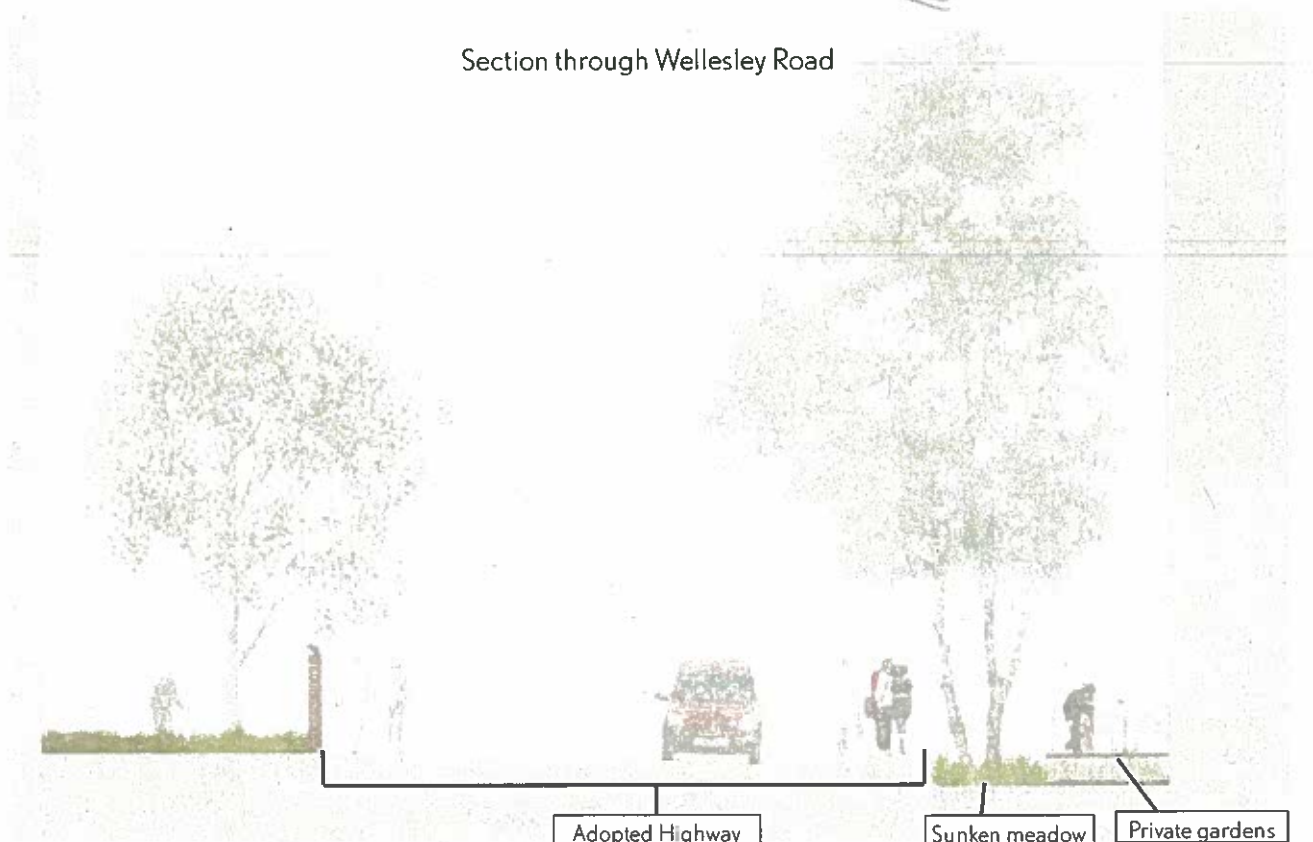 Section through Wellesley Road
Adopted Highway
Sunken meadow
Private gardens